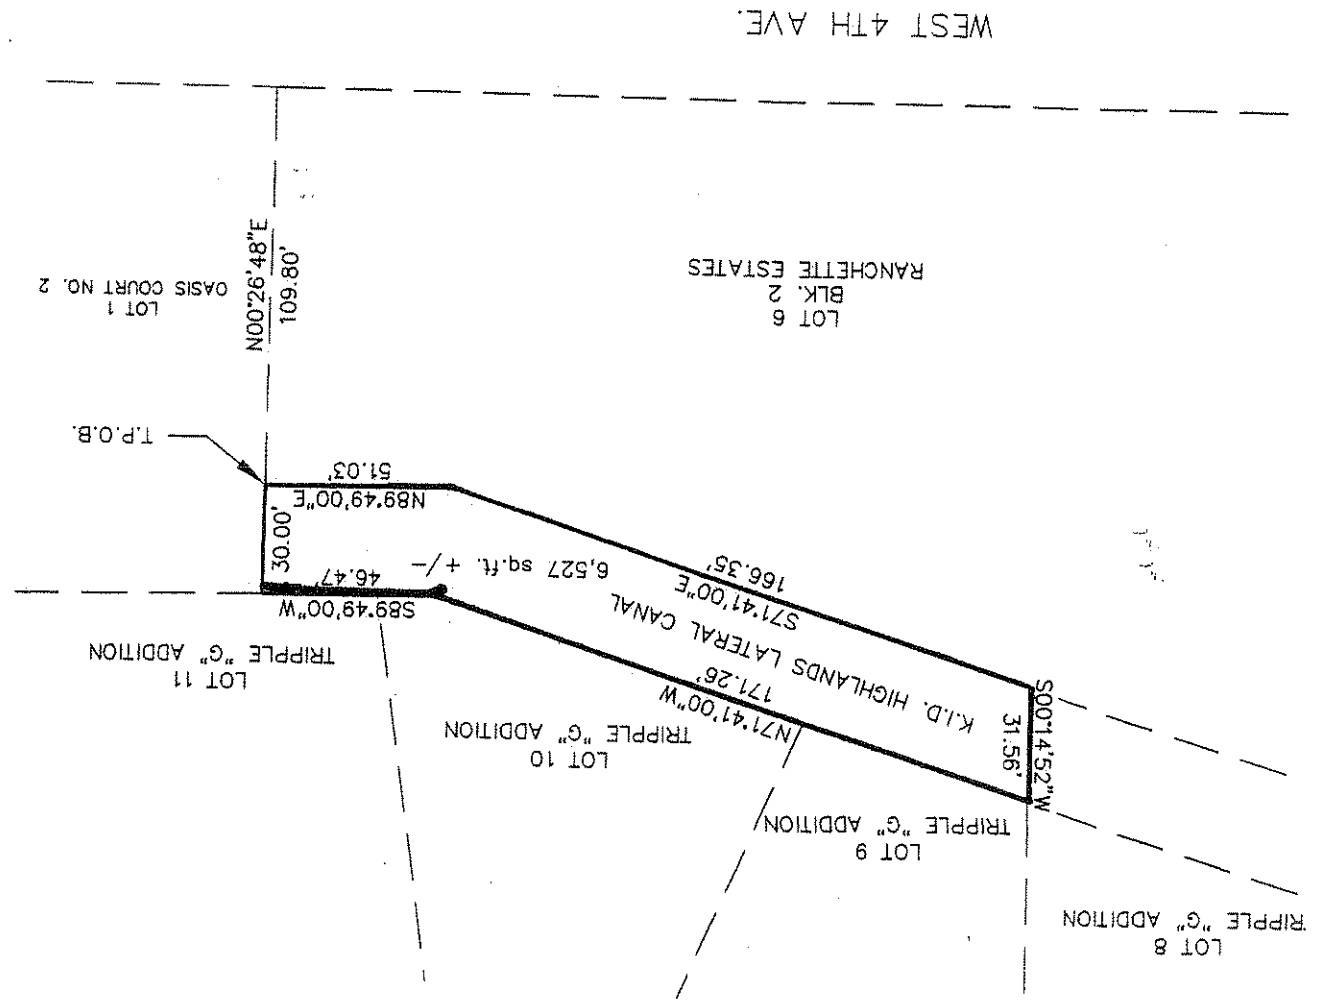 LOT 8
TRIPPLE "G" ADDITION
LOT 9
TRIPPLE "G" ADDITION
LOT 10
TRIPPLE "G" ADDITION
LOT 11
TRIPPLE "G" ADDITION
S00°14'52"W
31.56'
N71°41'00"W
171.26'
K.I.D. HIGHLANDS LATERAL CANAL
S71°41'00"E
166.35'
6,527 sq.ft. +/-
S89°49'00"W
46.47'
30.00'
N89°49'00"E
51.03'
T.P.O.B.
LOT 6
BLK. 2
RANCHETTE ESTATES
LOT 1
OASIS COURT NO. 2
N00°26'48"E
109.80'
WEST 4TH AVE.